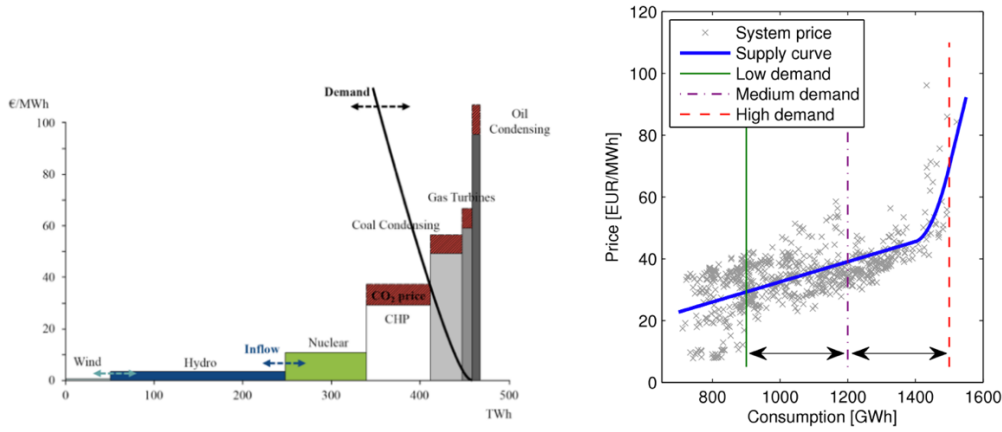 €/MWh
100
80
60
40
20
0
Demand
Oil
Condensing
Gas Turbines
Coal Condensing
CO₂ price
CHP
Nuclear
Inflow
Hydro
Wind
0 100 200 300 400 500
TWh
120
100
80
60
40
20
0
Price [EUR/MWh]
System price
Supply curve
Low demand
Medium demand
High demand
800 1000 1200 1400 1600
Consumption [GWh]